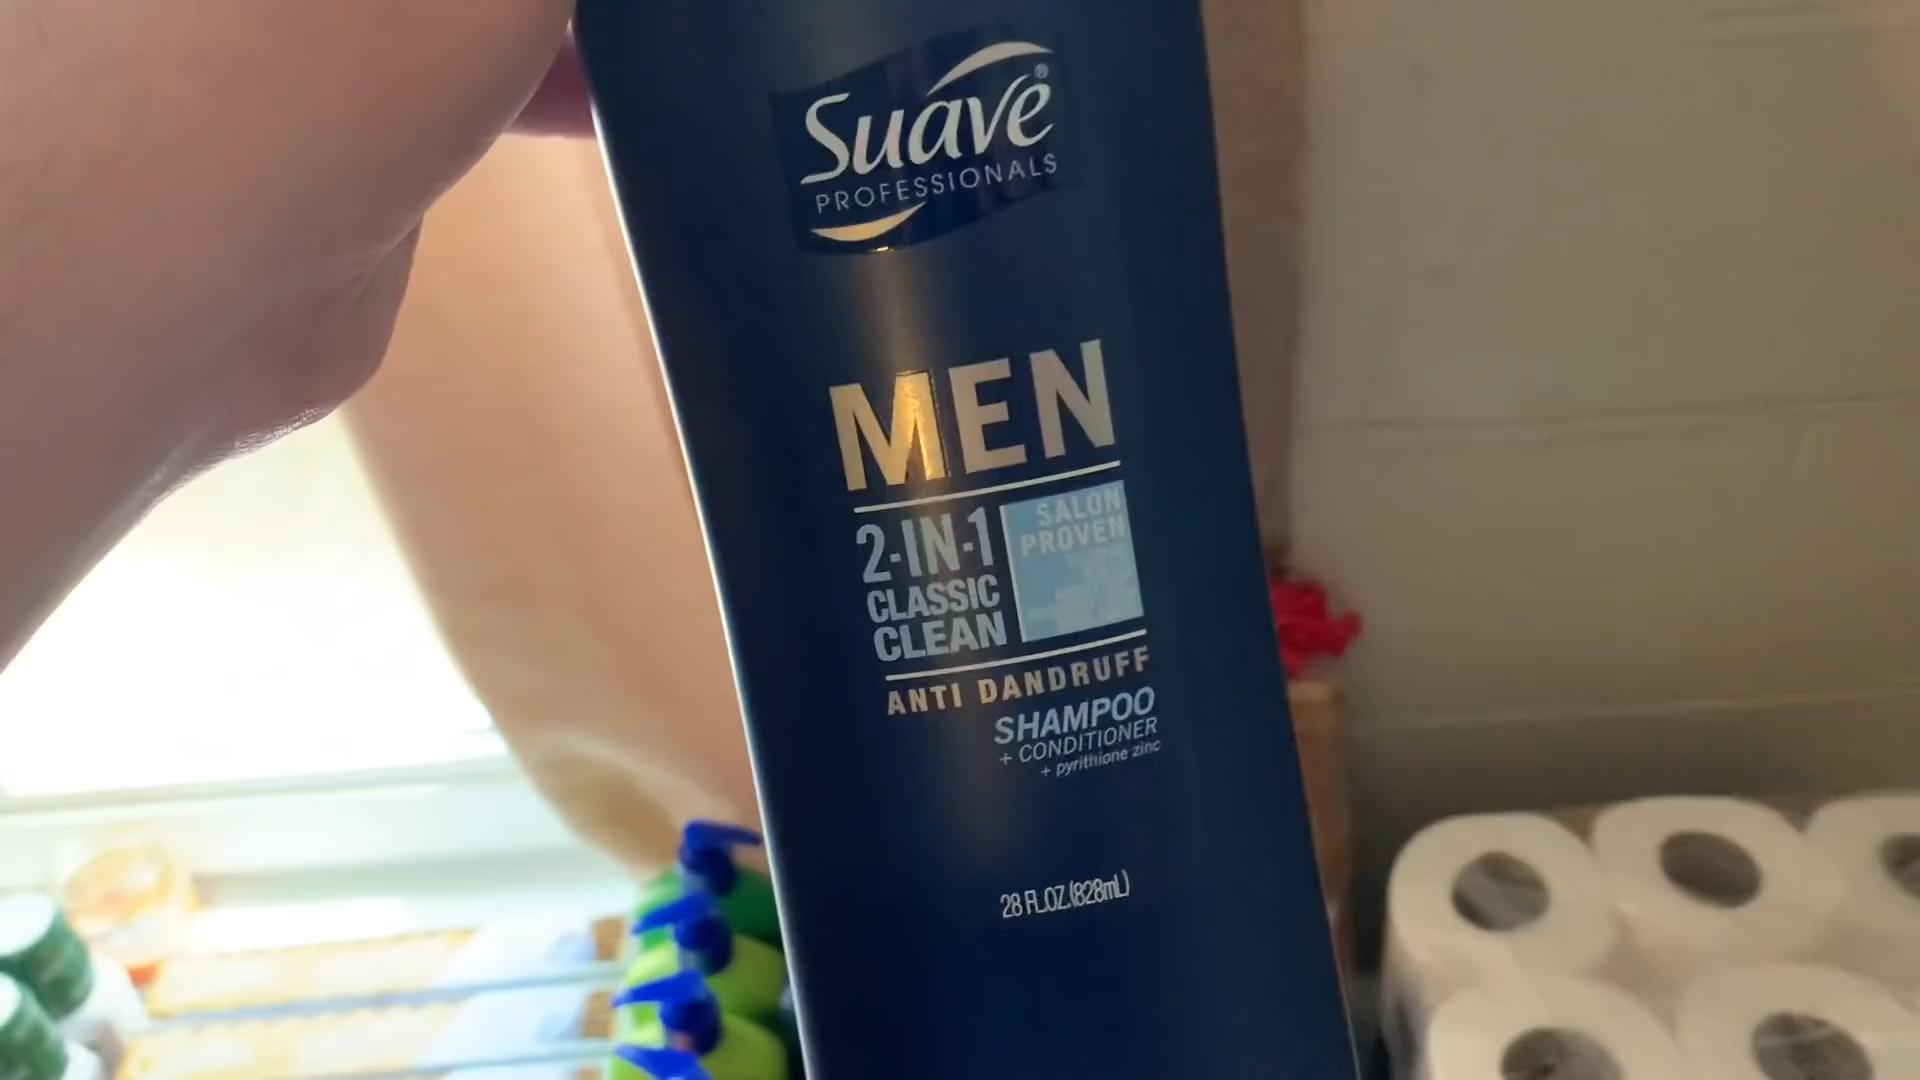 Suave®
PROFESSIONALS
MEN
2-IN-1
CLASSIC
CLEAN
SALON
PROVEN
ANTI DANDRUFF
SHAMPOO
+ CONDITIONER
+ pyrithione zinc
28 FL.OZ.(828mL)